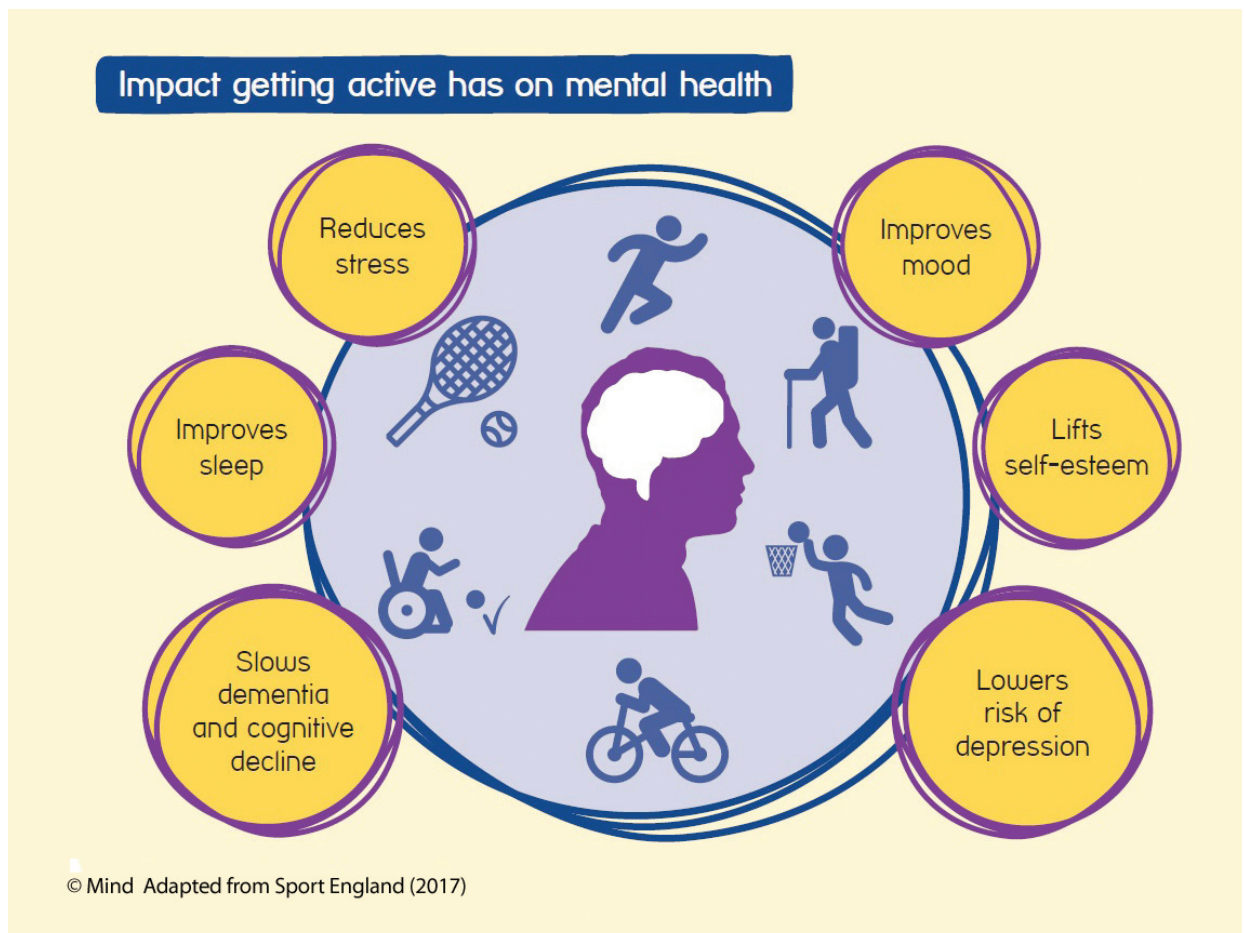 Impact getting active has on mental health
Reduces
stress
Improves
mood
Improves
sleep
Lifts
self-esteem
Slows
dementia
and cognitive
decline
Lowers
risk of
depression
© Mind Adapted from Sport England (2017)